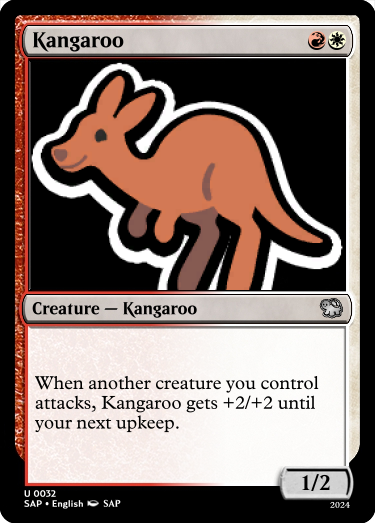 Kangaroo
Creature — Kangaroo
When another creature you control
attacks, Kangaroo gets +2/+2 until
your next upkeep.
1/2
U 0032
SAP • English SAP
2024